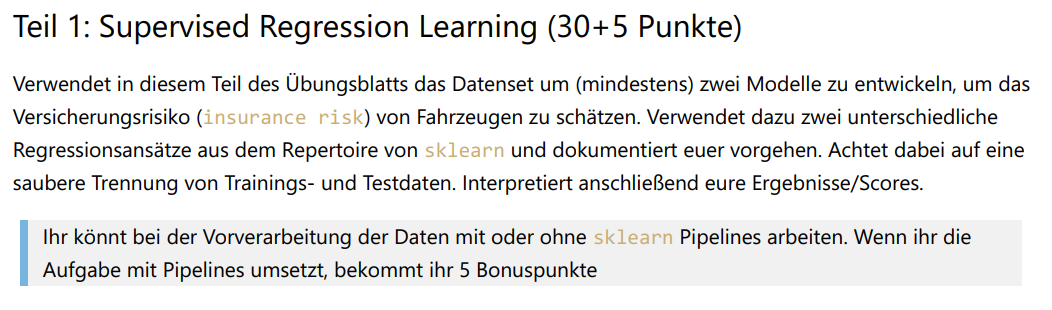 Teil 1: Supervised Regression Learning (30+5 Punkte)
Verwendet in diesem Teil des Übungsblatts das Datenset um (mindestens) zwei Modelle zu entwickeln, um das
Versicherungsrisiko (insurance risk) von Fahrzeugen zu schätzen. Verwendet dazu zwei unterschiedliche
Regressionsansätze aus dem Repertoire von sklearn und dokumentiert euer vorgehen. Achtet dabei auf eine
saubere Trennung von Trainings- und Testdaten. Interpretiert anschließend eure Ergebnisse/Scores.
Ihr könnt bei der Vorverarbeitung der Daten mit oder ohne sklearn Pipelines arbeiten. Wenn ihr die
Aufgabe mit Pipelines umsetzt, bekommt ihr 5 Bonuspunkte